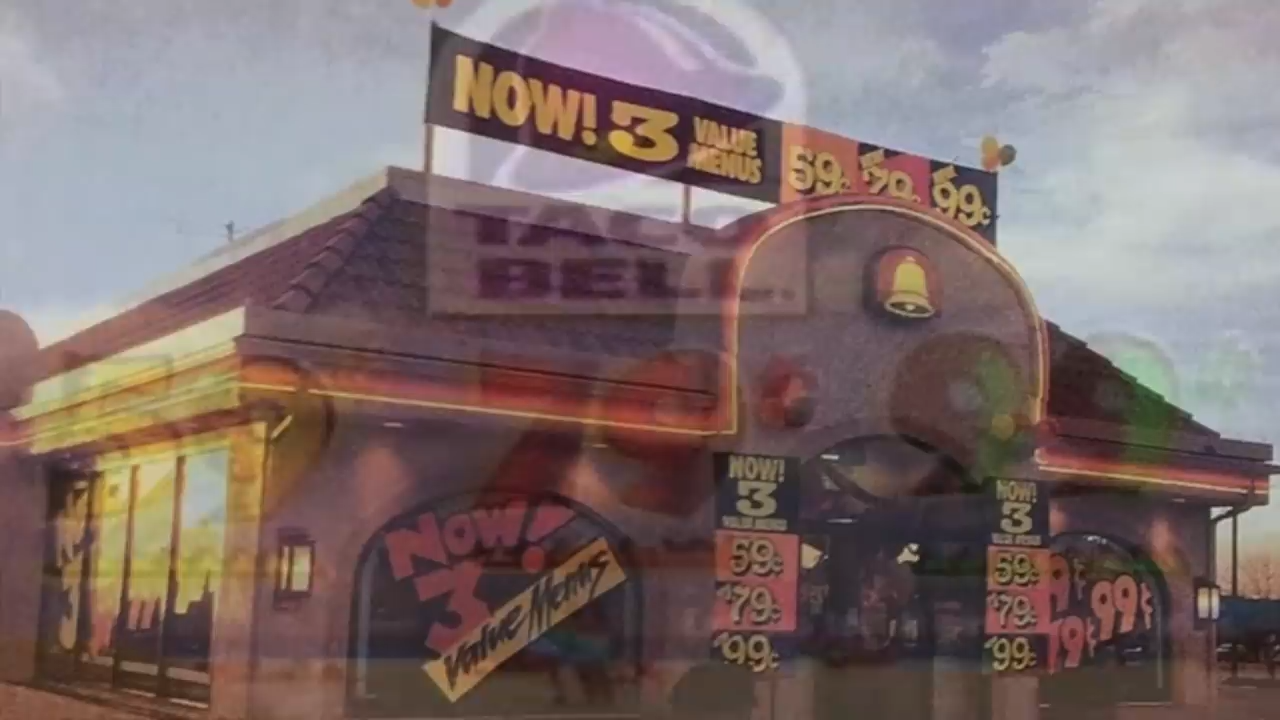 NOW! 3 VALUE
MENUS
59¢ 79¢ 99¢
TACO
BELL
NOW!
3
VALUE MENUS
59¢
79¢
99¢
NOW!
3
VALUE MENUS
59¢
79¢
99¢
NOW!
3
Value Menus
99¢
79¢